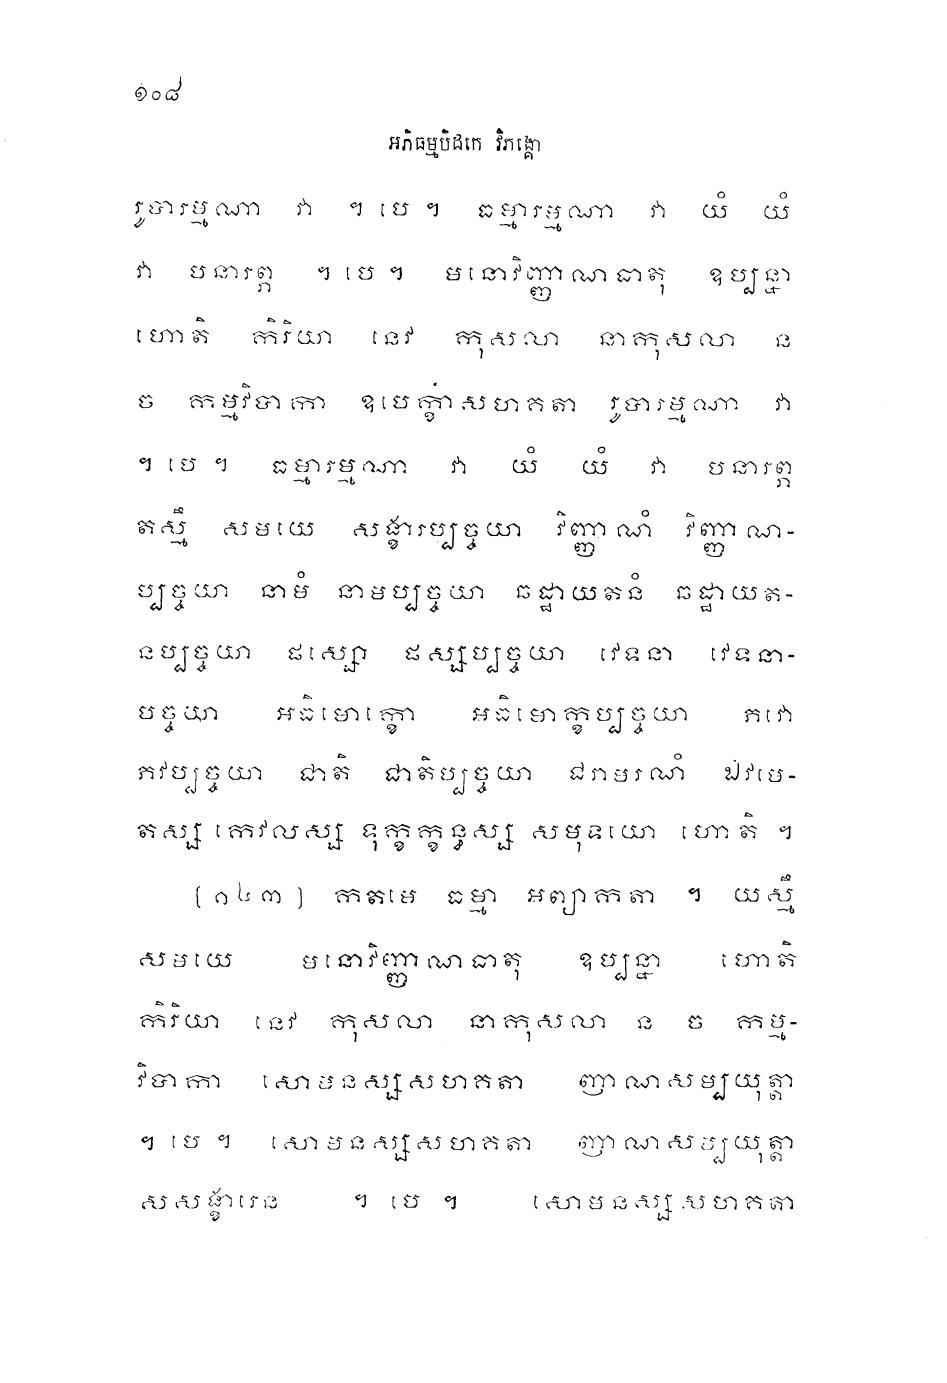 ១០៨
អភិធម្មបិដកេ វិភង្គោ
រូបារម្មណា វា ។ បេ ។ ធម្មារម្មណា វា យំ យំ
វា បនារព្ភ ។ បេ ។ មនោវិញ្ញាណធាតុ ឧប្បន្នា
ហោតិ កិរិយា នេវ កុសលា នាកុសលា ន
ច កម្មវិបាកា ឧបេក្ខាសហគតា រូបារម្មណា វា
។ បេ ។ ធម្មារម្មណា វា យំ យំ វា បនារព្ភ
តស្មឹ សមយេ សង្ខារប្បច្ចយា វិញ្ញាណំ វិញ្ញាណ-
ប្បច្ចយា នាមំ នាមប្បច្ចយា ឆដ្ឋាយតនំ ឆដ្ឋាយត-
នប្បច្ចយា ផស្សោ ផស្សប្បច្ចយា វេទនា វេទនា-
បច្ចយា អធិមោក្ខោ អធិមោក្ខប្បច្ចយា ភវោ
ភវប្បច្ចយា ជាតិ ជាតិប្បច្ចយា ជរាមរណំ ឯវមេ-
តស្ស កេវលស្ស ទុក្ខក្ខន្ធស្ស សមុទយោ ហោតិ ។
(១៤៣) កតមេ ធម្មា អព្យាកតា ។ យស្មឹ
សមយេ មនោវិញ្ញាណធាតុ ឧប្បន្នា ហោតិ
កិរិយា នេវ កុសលា នាកុសលា ន ច កម្ម-
វិបាកា សោមនស្សសហគតា ញាណសម្បយុត្តា
។ បេ ។ សោមនស្សសហគតា ញាណសប្បយុត្តា
សសង្ខារេន ។ បេ ។ សោមនស្សសហគតា